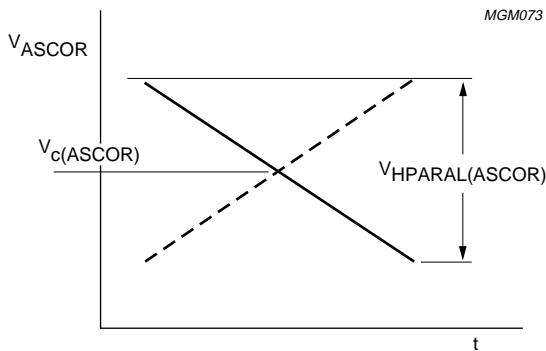 MGM073
VASCOR
Vc(ASCOR)
VHPARAL(ASCOR)
t